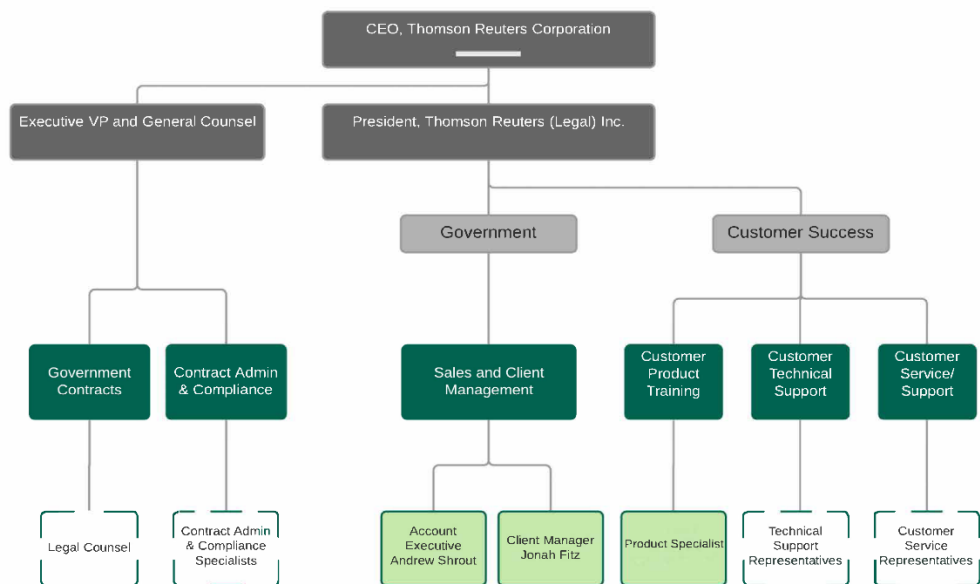 CEO, Thomson Reuters Corporation
Executive VP and General Counsel
President, Thomson Reuters (Legal) Inc.
Government
Customer Success
Government
Contracts
Contract Admin
& Compliance
Sales and Client
Management
Customer
Product
Training
Customer
Technical
Support
Customer
Service/
Support
Legal Counsel
Contract Admin
& Compliance
Specialists
Account
Executive
Andrew Shrout
Client Manager
Jonah Fitz
Product Specialist
Technical
Support
Representatives
Customer
Service
Representatives